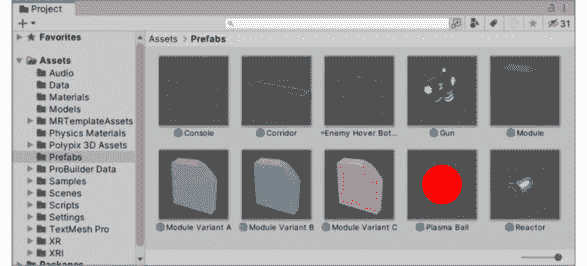 Project
31
Favorites
Assets
Audio
Data
Materials
Models
MRTemplateAssets
Physics Materials
Polypix 3D Assets
Prefabs
ProBuilder Data
Samples
Scenes
Scripts
Settings
TextMesh Pro
XR
XRI
Packages
Assets > Prefabs
Console
Corridor
Enemy Hover Bot...
Gun
Module
Module Variant A
Module Variant B
Module Variant C
Plasma Ball
Reactor